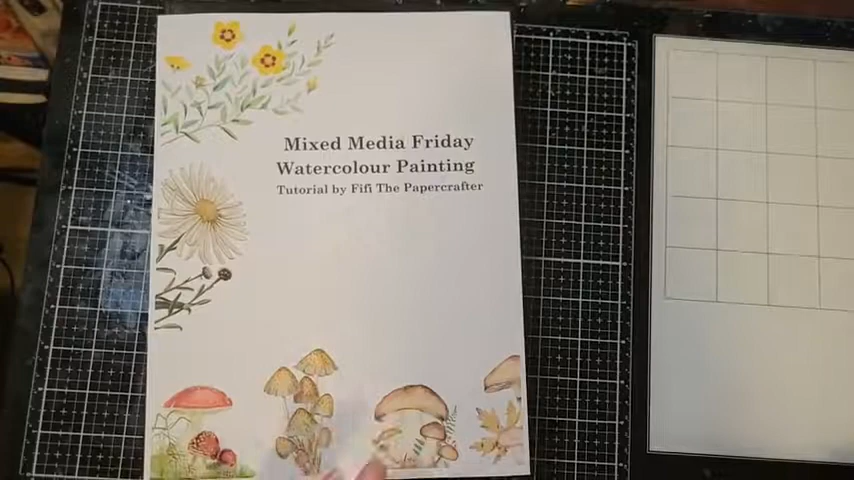 Mixed Media Friday
Watercolour Painting
Tutorial by Fifi The Papercrafter